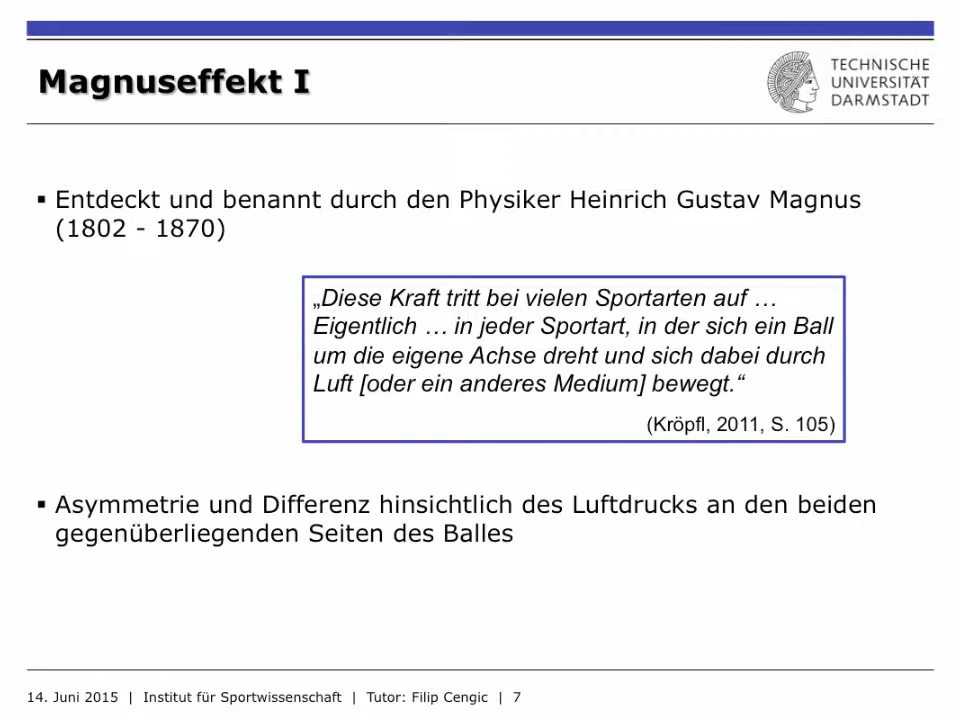 Magnuseffekt I
TECHNISCHE
UNIVERSITÄT
DARMSTADT
▪ Entdeckt und benannt durch den Physiker Heinrich Gustav Magnus
(1802 - 1870)
„Diese Kraft tritt bei vielen Sportarten auf …
Eigentlich … in jeder Sportart, in der sich ein Ball
um die eigene Achse dreht und sich dabei durch
Luft [oder ein anderes Medium] bewegt.“
(Kröpfl, 2011, S. 105)
▪ Asymmetrie und Differenz hinsichtlich des Luftdrucks an den beiden
gegenüberliegenden Seiten des Balles
14. Juni 2015 | Institut für Sportwissenschaft | Tutor: Filip Cengic | 7